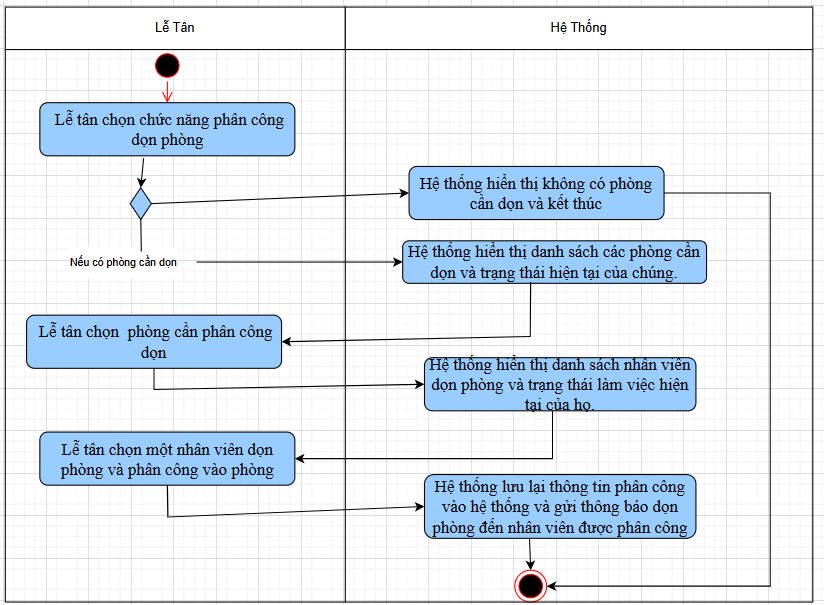 Lễ Tân
Hệ Thống
Lễ tân chọn chức năng phân công
dọn phòng
Hệ thống hiển thị không có phòng
cần dọn và kết thúc
Nếu có phòng cần dọn
Hệ thống hiển thị danh sách các phòng cần
dọn và trạng thái hiện tại của chúng.
Lễ tân chọn phòng cần phân công
dọn
Hệ thống hiển thị danh sách nhân viên
dọn phòng và trạng thái làm việc hiện
tại của họ.
Lễ tân chọn một nhân viên dọn
phòng và phân công vào phòng
Hệ thống lưu lại thông tin phân công
vào hệ thống và gửi thông báo dọn
phòng đến nhân viên được phân công